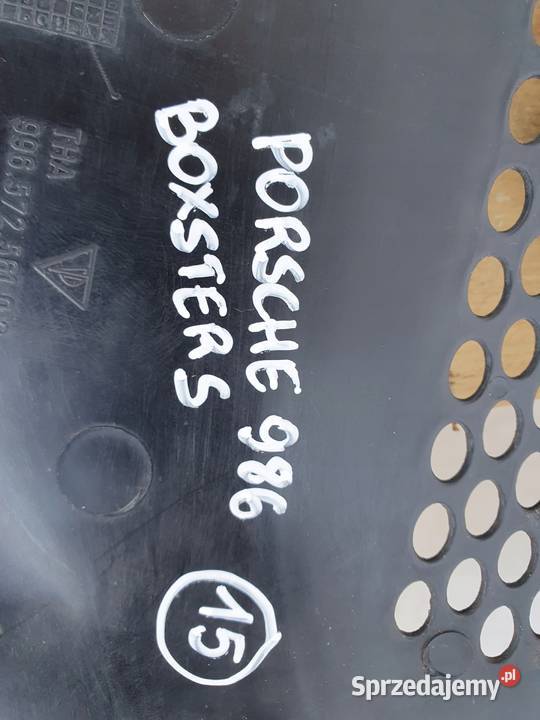 PORSCHE 986
BOXSTER S
15
THA
Sprzedajemy.pl